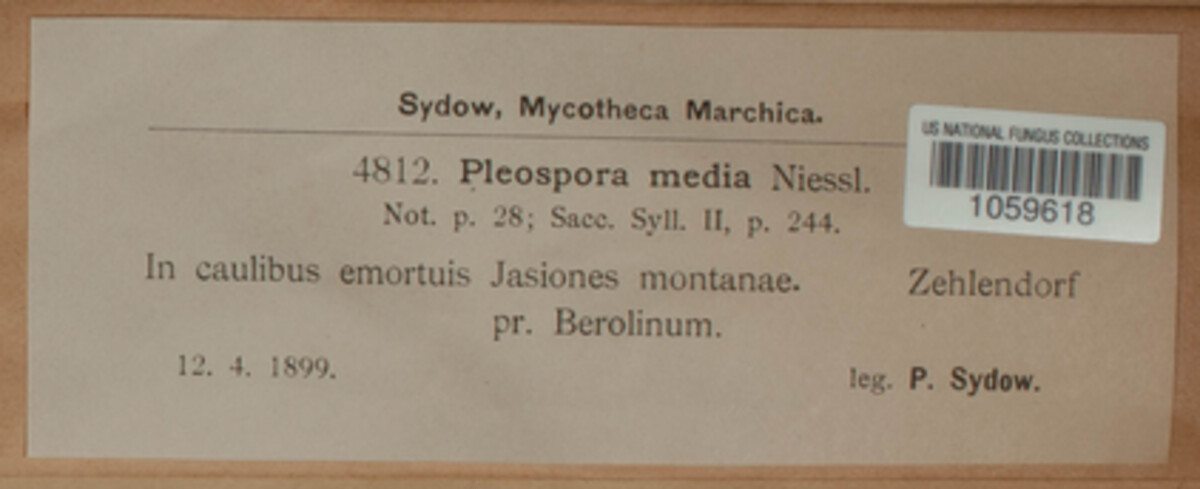 Sydow, Mycotheca Marchica.
US NATIONAL FUNGUS COLLECTIONS
1059618
4812. Pleospora media Niessl.
Not. p. 28; Sacc. Syll. II, p. 244.
In caulibus emortuis Jasiones montanae. Zehlendorf
pr. Berolinum.
12. 4. 1899. leg. P. Sydow.